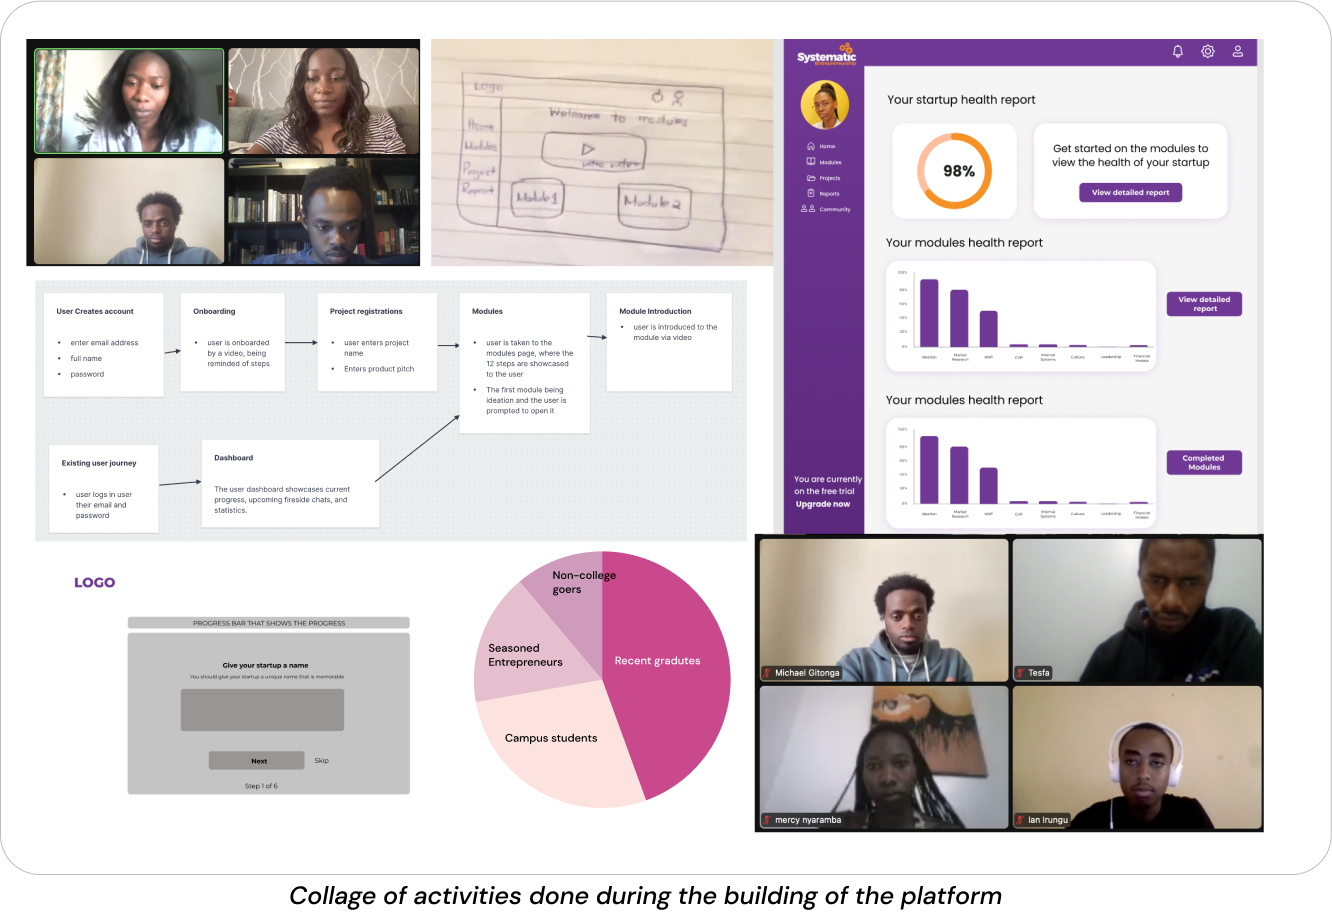 Logo
Welcome to modules
Home
Modules
Project
Report
intro video
Module 1
Module 2
Systematic
Entrepreneurship
Home
Modules
Projects
Reports
Community
You are currently
on the free trial
Upgrade now
Your startup health report
98%
Get started on the modules to
view the health of your startup
View detailed report
Your modules health report
100%
80%
60%
40%
20%
0%
Ideation
Market
Research
MVP
CVP
Internal
Systems
Culture
Leadership
Financial
Models
View detailed
report
Your modules health report
100%
80%
60%
40%
20%
0%
Ideation
Market
Research
MVP
CVP
Internal
Systems
Culture
Leadership
Financial
Models
Completed
Modules
User Creates account
• enter email address
• full name
• password
Onboarding
• user is onboarded
by a video, being
reminded of steps
Project registrations
• user enters project
name
• Enters product pitch
Modules
• user is taken to the
modules page, where the
12 steps are showcased
to the user
• The first module being
ideation and the user is
prompted to open it
Module Introduction
• user is introduced to the
module via video
Existing user journey
• user logs in user
their email and
password
Dashboard
The user dashboard showcases current
progress, upcoming fireside chats, and
statistics.
LOGO
PROGRESS BAR THAT SHOWS THE PROGRESS
Give your startup a name
You should give your startup a unique name that is memorable
Next
Skip
Step 1 of 6
Non-college
goers
Seasoned
Entrepreneurs
Recent gradutes
Campus students
Michael Gitonga
Tesfa
mercy nyaramba
Ian Irungu
Collage of activities done during the building of the platform